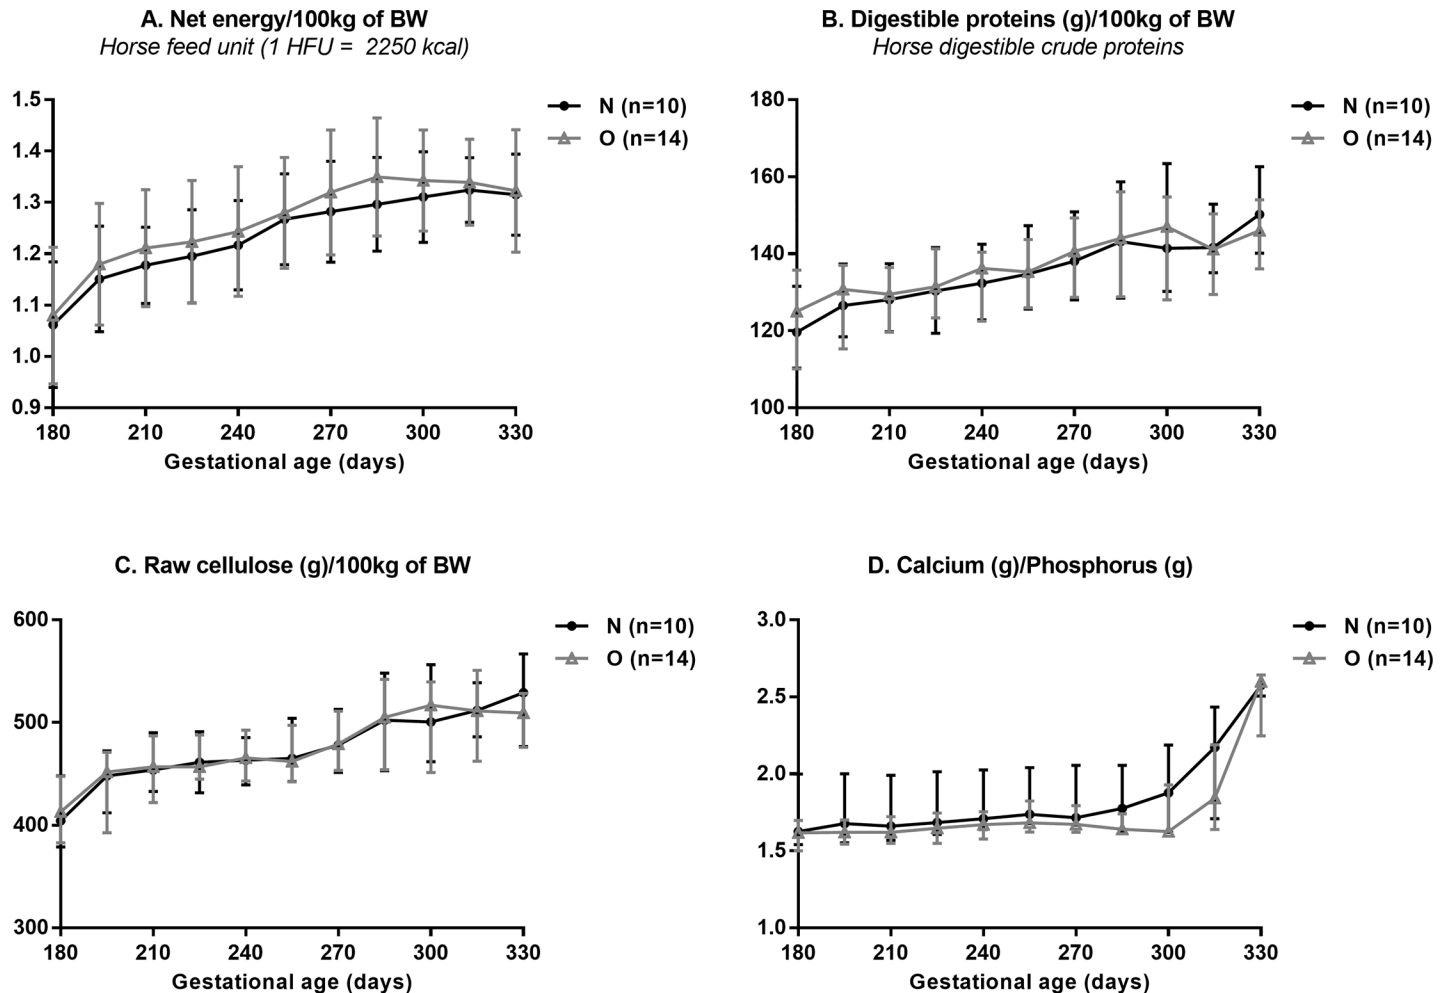 A. Net energy/100kg of BW
Horse feed unit (1 HFU = 2250 kcal)
1.5
1.4
1.3
1.2
1.1
1.0
0.9
180 210 240 270 300 330
Gestational age (days)
N (n=10)
O (n=14)
B. Digestible proteins (g)/100kg of BW
Horse digestible crude proteins
180
160
140
120
100
180 210 240 270 300 330
Gestational age (days)
N (n=10)
O (n=14)
C. Raw cellulose (g)/100kg of BW
600
500
400
300
180 210 240 270 300 330
Gestational age (days)
N (n=10)
O (n=14)
D. Calcium (g)/Phosphorus (g)
3.0
2.5
2.0
1.5
1.0
180 210 240 270 300 330
Gestational age (days)
N (n=10)
O (n=14)